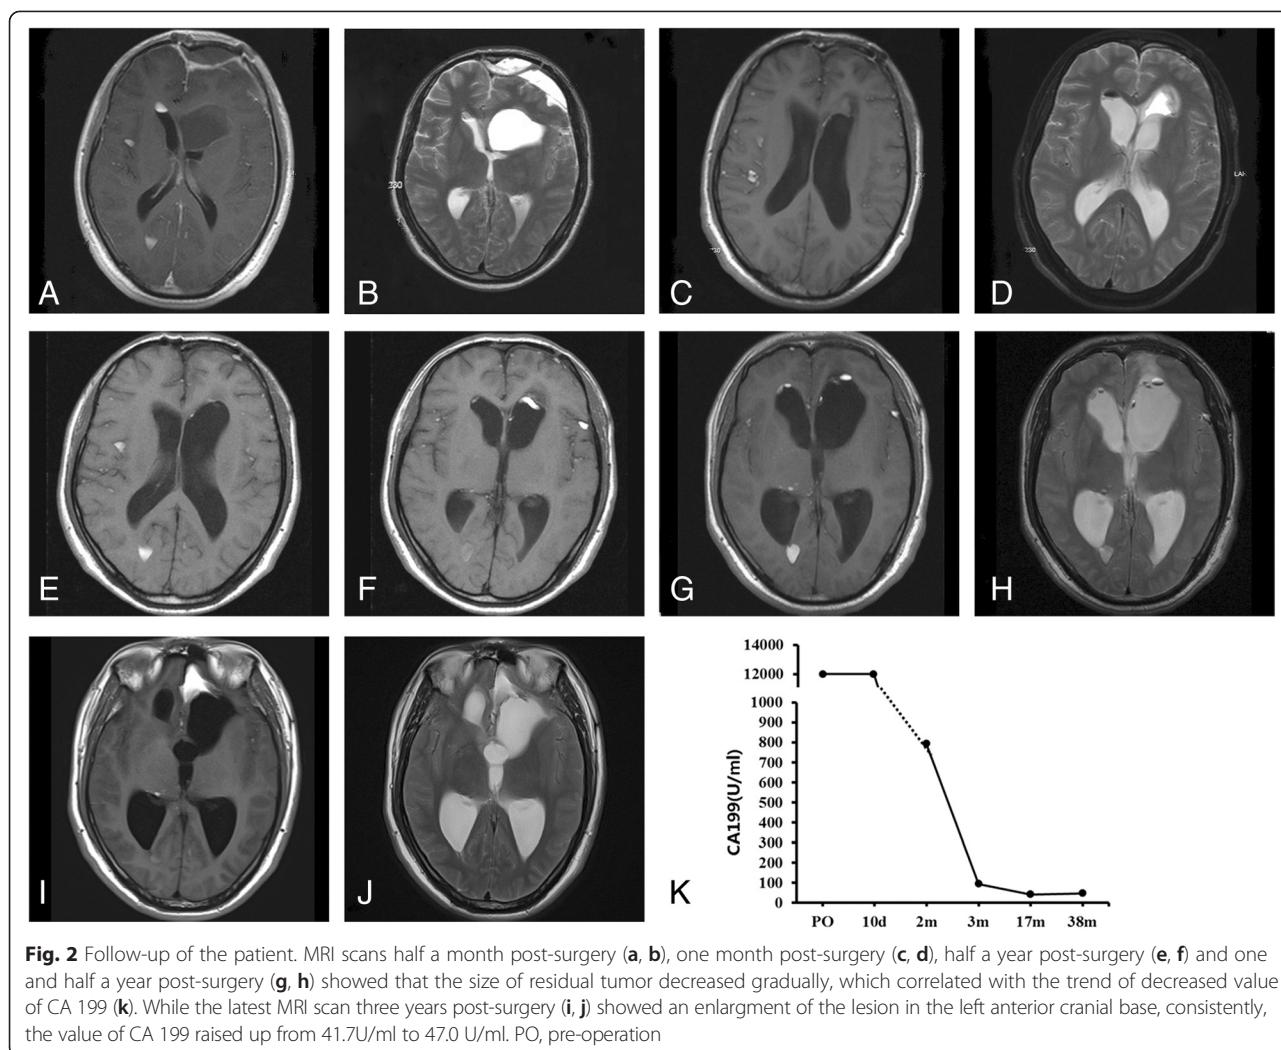 A
B
C
D
230
230
LAI
230
E
F
G
H
I
J
K
14000
12000
1000
900
800
700
600
500
400
300
200
100
0
CA199(U/ml)
PO 10d 2m 3m 17m 38m
Fig. 2 Follow-up of the patient. MRI scans half a month post-surgery (a, b), one month post-surgery (c, d), half a year post-surgery (e, f) and one
and half a year post-surgery (g, h) showed that the size of residual tumor decreased gradually, which correlated with the trend of decreased value
of CA 199 (k). While the latest MRI scan three years post-surgery (i, j) showed an enlargment of the lesion in the left anterior cranial base, consistently,
the value of CA 199 raised up from 41.7U/ml to 47.0 U/ml. PO, pre-operation